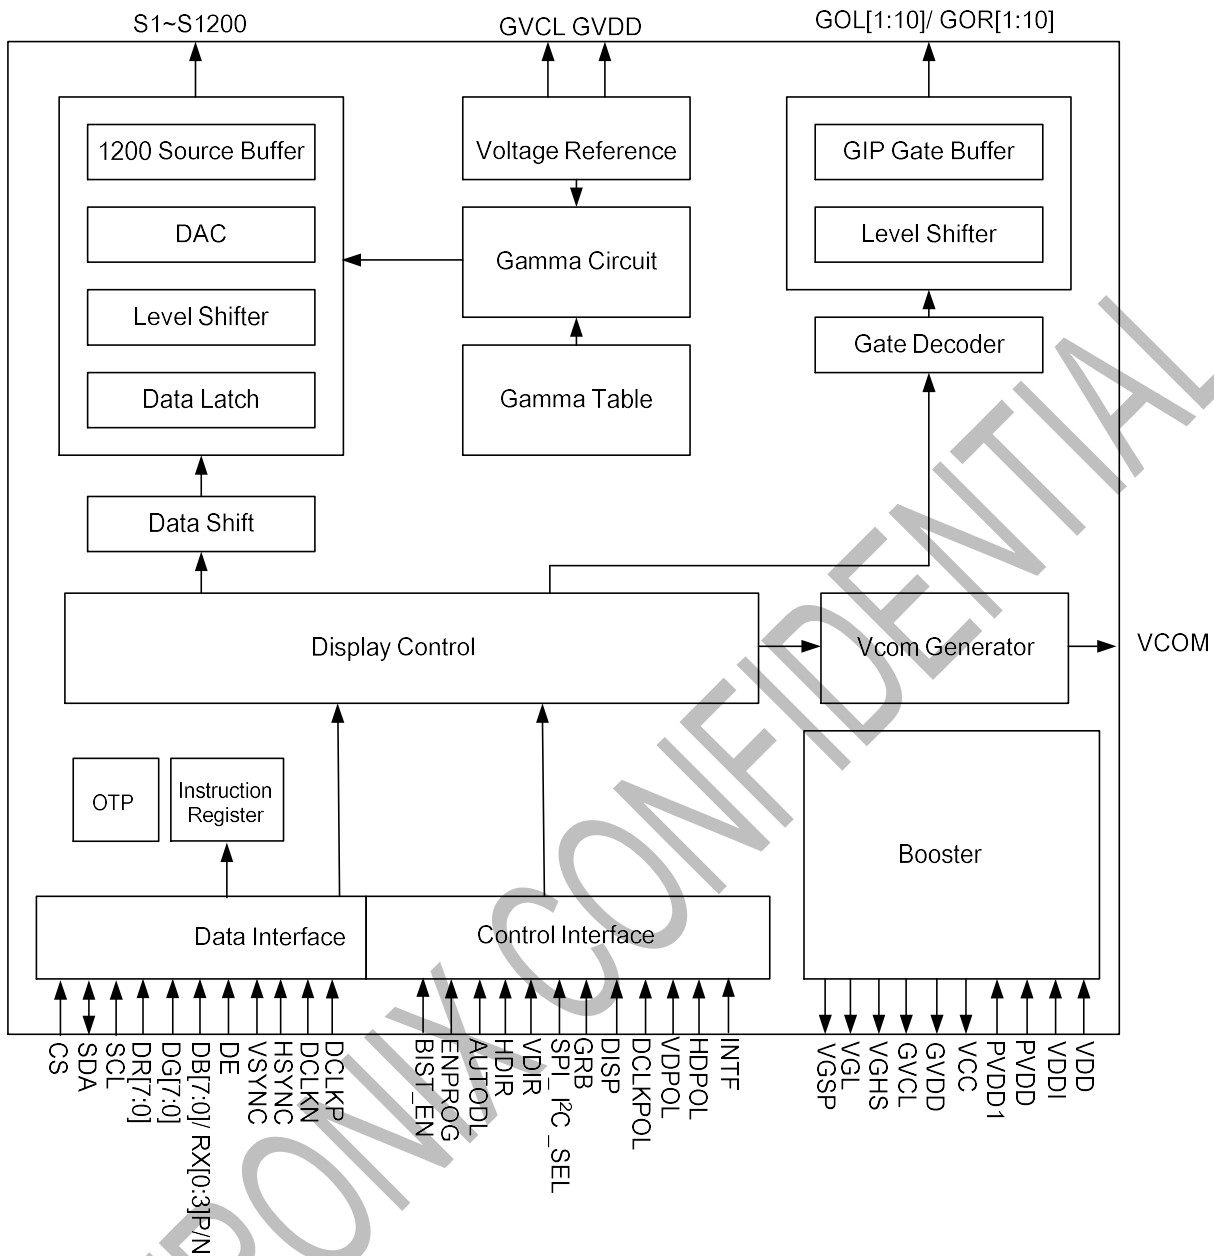 S1~S1200
GVCL GVDD
GOL[1:10]/ GOR[1:10]
1200 Source Buffer
DAC
Level Shifter
Data Latch
Voltage Reference
Gamma Circuit
Gamma Table
GIP Gate Buffer
Level Shifter
Gate Decoder
Data Shift
Display Control
Vcom Generator
VCOM
OTP
Instruction
Register
Booster
Data Interface
Control Interface
CS
SDA
SCL
DR[7:0]
DG[7:0]
DB[7:0]/ RX[0:3]P/N
DE
VSYNC
HSYNC
DCLKN
DCLKP
BIST_EN
ENPROG
AUTODL
HDIR
VDIR
SPI_ I²C _SEL
GRB
DISP
DCLKPOL
VDPOL
HDPOL
INTF
VGSP
VGL
VGHS
GVCL
GVDD
VCC
PVDD1
PVDD
VDDI
VDD
CONFIDENTIAL